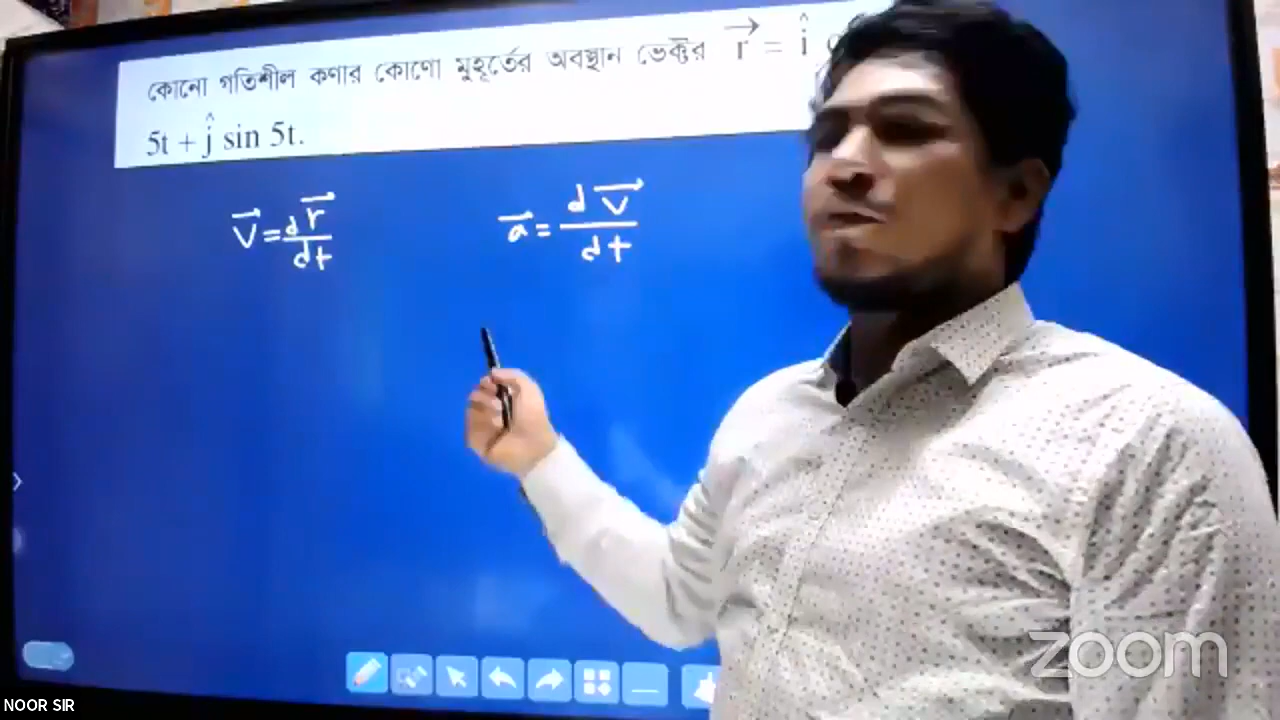 কোনো গতিশীল কণার কোণো মুহূর্তের অবস্থান ভেক্টর r⃗ = î
5t + ĵ sin 5t.
v⃗ = dr⃗/dt
a⃗ = dv⃗/dt
zoom
NOOR SIR